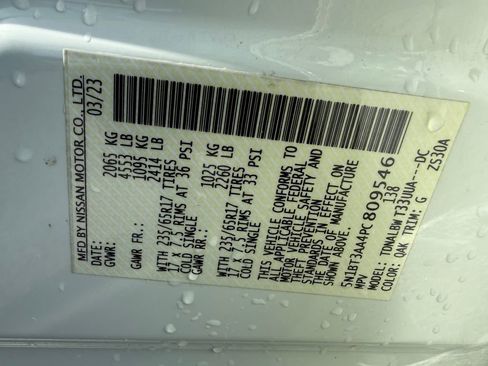 MFD BY NISSAN MOTOR CO., LTD.
DATE: 03/23
GVWR: 2065 KG
4553 LB
GAWR FR.: 1095 KG
2414 LB
WITH 235/65R17 TIRES
17 X 7.5 RIMS AT 36 PSI
COLD SINGLE
GAWR RR.: 1025 KG
2260 LB
WITH 235/65R17 TIRES
17 X 7.5 RIMS AT 33 PSI
COLD SINGLE
THIS VEHICLE CONFORMS TO
ALL APPLICABLE FEDERAL
MOTOR VEHICLE SAFETY AND
THEFT PREVENTION
STANDARDS IN EFFECT ON
THE DATE OF MANUFACTURE
5N1BT3AA4PC809546
MPV 138
MODEL: TDNALBW T33UUA---DC
COLOR: QAK TRIM: G ZS30A